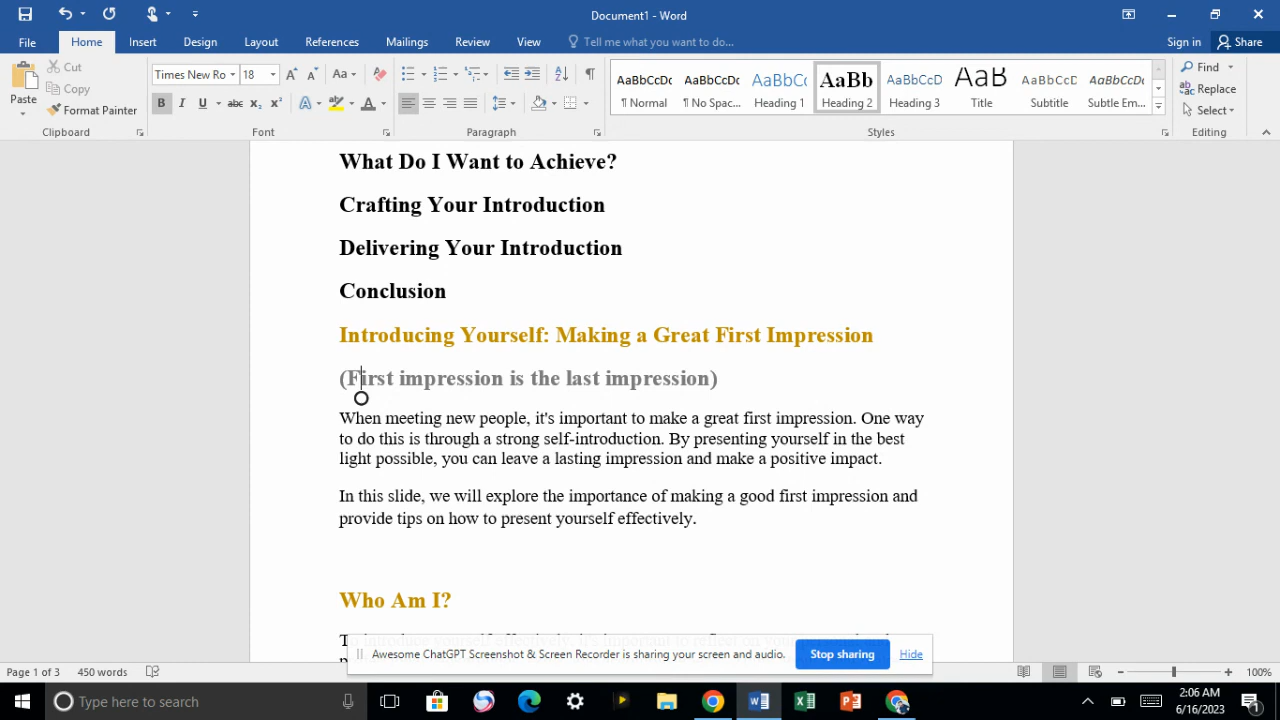 Document1 - Word
File Home Insert Design Layout References Mailings Review View Tell me what you want to do... Sign in Share
Paste
Cut
Copy
Format Painter
Clipboard
Times New Ro 18
Font
Paragraph
AaBbCcDc AaBbCcDc AaBbCc AaBb AaBbCcD AaB AaBbCcD AaBbCcD
¶ Normal ¶ No Spac... Heading 1 Heading 2 Heading 3 Title Subtitle Subtle Em...
Styles
Find
Replace
Select
Editing
What Do I Want to Achieve?
Crafting Your Introduction
Delivering Your Introduction
Conclusion
Introducing Yourself: Making a Great First Impression
(First impression is the last impression)
When meeting new people, it's important to make a great first impression. One way
to do this is through a strong self-introduction. By presenting yourself in the best
light possible, you can leave a lasting impression and make a positive impact.
In this slide, we will explore the importance of making a good first impression and
provide tips on how to present yourself effectively.
Who Am I?
Awesome ChatGPT Screenshot & Screen Recorder is sharing your screen and audio. Stop sharing Hide
Page 1 of 3 450 words 100%
Type here to search
2:06 AM
6/16/2023